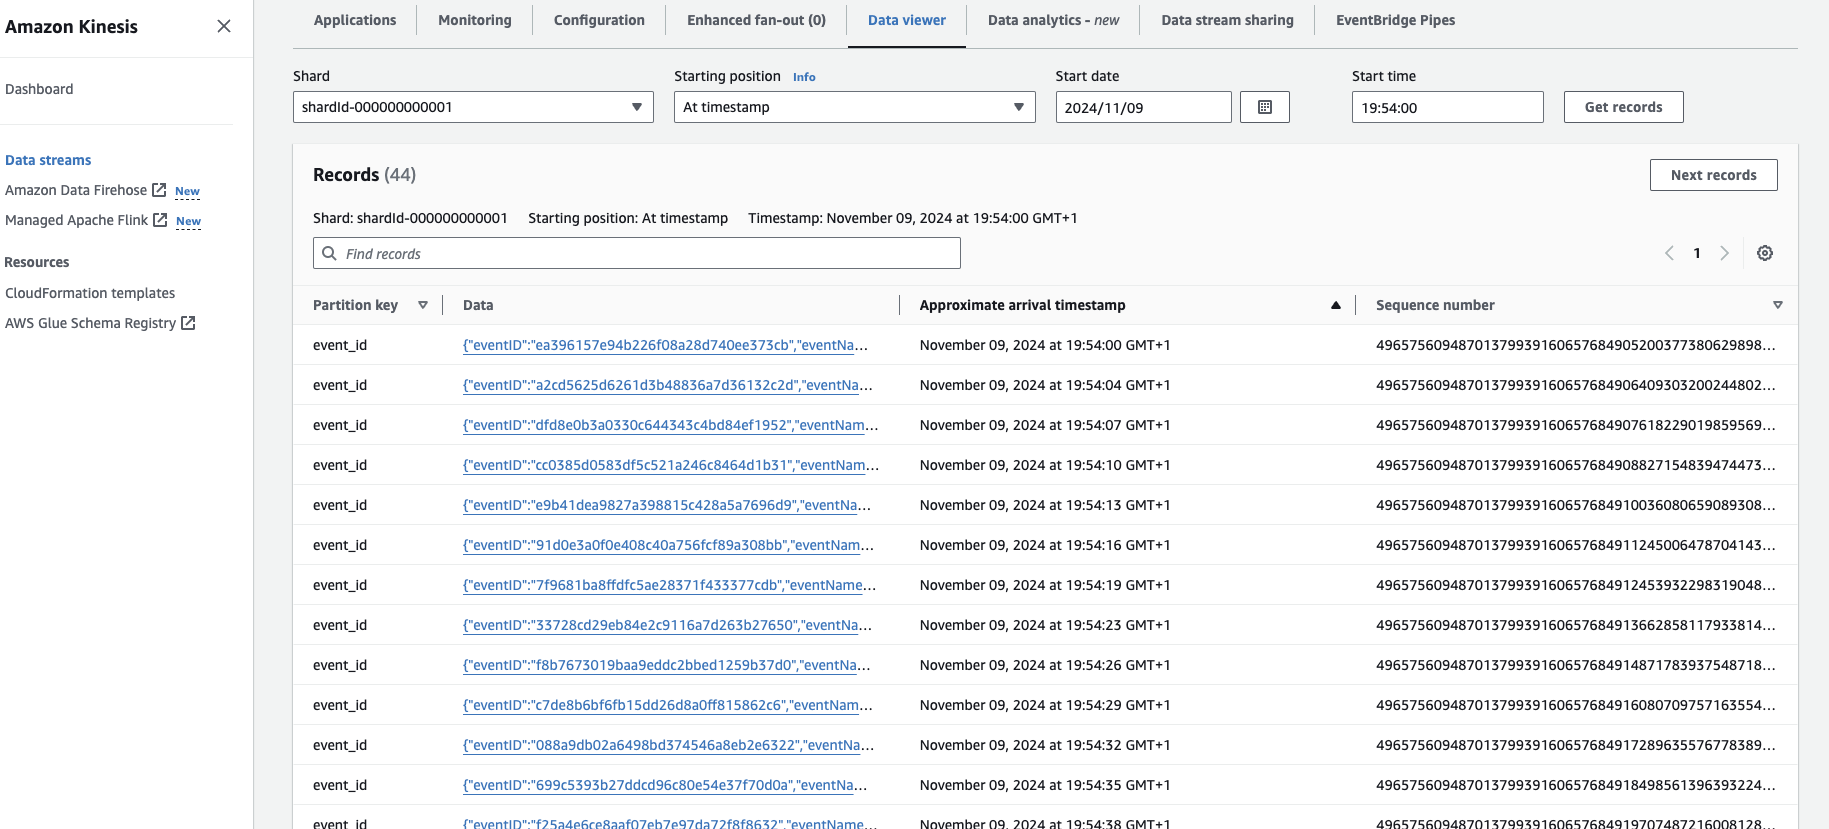 Amazon Kinesis
Dashboard
Data streams
Amazon Data Firehose New
Managed Apache Flink New
Resources
CloudFormation templates
AWS Glue Schema Registry
Applications Monitoring Configuration Enhanced fan-out (0) Data viewer Data analytics - new Data stream sharing EventBridge Pipes
Shard Starting position Info Start date Start time
shardId-000000000001 At timestamp 2024/11/09 19:54:00 Get records
Records (44) Next records
Shard: shardId-000000000001 Starting position: At timestamp Timestamp: November 09, 2024 at 19:54:00 GMT+1
Find records 1
Partition key Data Approximate arrival timestamp Sequence number
event_id {"eventID":"ea396157e94b226f08a28d740ee373cb","eventNa... November 09, 2024 at 19:54:00 GMT+1 49657560948701379939160657684905200377380629898...
event_id {"eventID":"a2cd5625d6261d3b48836a7d36132c2d","eventNa... November 09, 2024 at 19:54:04 GMT+1 49657560948701379939160657684906409303200244802...
event_id {"eventID":"dfd8e0b3a0330c644343c4bd84ef1952","eventNam... November 09, 2024 at 19:54:07 GMT+1 49657560948701379939160657684907618229019859569...
event_id {"eventID":"cc0385d0583df5c521a246c8464d1b31","eventNam... November 09, 2024 at 19:54:10 GMT+1 49657560948701379939160657684908827154839474473...
event_id {"eventID":"e9b41dea9827a398815c428a5a7696d9","eventNa... November 09, 2024 at 19:54:13 GMT+1 49657560948701379939160657684910036080659089308...
event_id {"eventID":"91d0e3a0f0e408c40a756fcf89a308bb","eventNam... November 09, 2024 at 19:54:16 GMT+1 49657560948701379939160657684911245006478704143...
event_id {"eventID":"7f9681ba8ffdfc5ae28371f433377cdb","eventName... November 09, 2024 at 19:54:19 GMT+1 49657560948701379939160657684912453932298319048...
event_id {"eventID":"33728cd29eb84e2c9116a7d263b27650","eventNa... November 09, 2024 at 19:54:23 GMT+1 49657560948701379939160657684913662858117933814...
event_id {"eventID":"f8b7673019baa9eddc2bbed1259b37d0","eventNa... November 09, 2024 at 19:54:26 GMT+1 49657560948701379939160657684914871783937548718...
event_id {"eventID":"c7de8b6bf6fb15dd26d8a0ff815862c6","eventNam... November 09, 2024 at 19:54:29 GMT+1 49657560948701379939160657684916080709757163554...
event_id {"eventID":"088a9db02a6498bd374546a8eb2e6322","eventNa... November 09, 2024 at 19:54:32 GMT+1 49657560948701379939160657684917289635576778389...
event_id {"eventID":"699c5393b27ddcd96c80e54e37f70d0a","eventNa... November 09, 2024 at 19:54:35 GMT+1 49657560948701379939160657684918498561396393224...
event_id {"eventID":"f25a4e6ce8aaf07eb7e97da72f8f8632","eventName... November 09, 2024 at 19:54:38 GMT+1 49657560948701379939160657684919707487216008128...